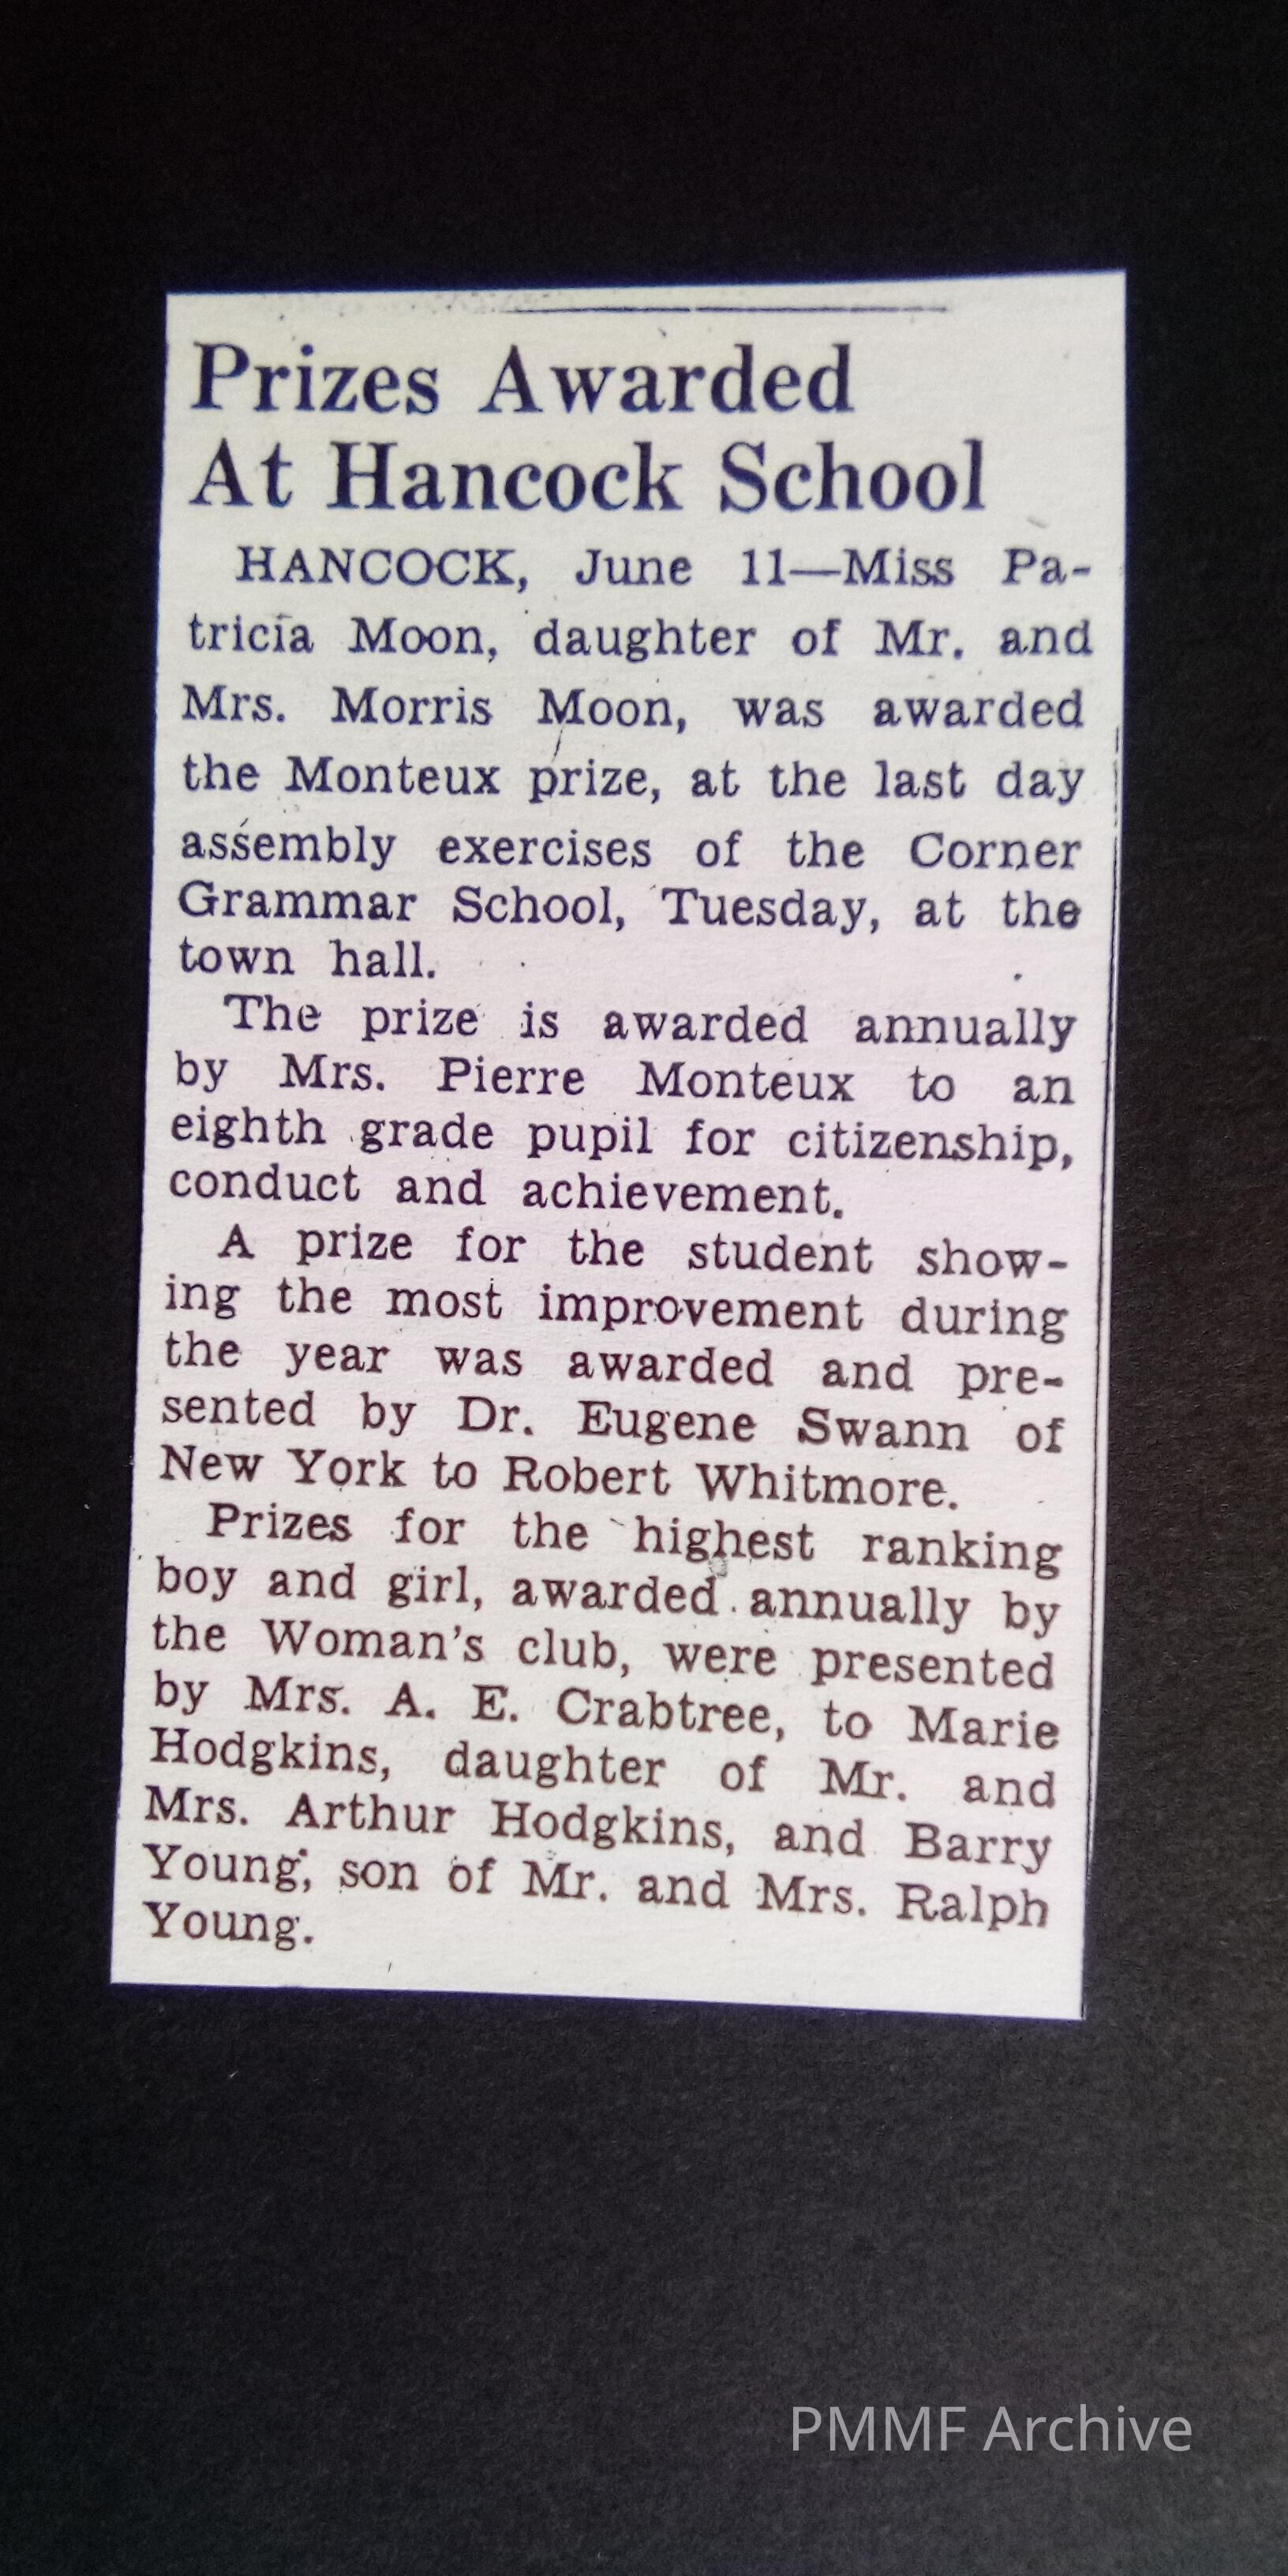 Prizes Awarded
At Hancock School
HANCOCK, June 11—Miss Pa-
tricia Moon, daughter of Mr. and
Mrs. Morris Moon, was awarded
the Monteux prize, at the last day
assembly exercises of the Corner
Grammar School, Tuesday, at the
town hall.
The prize is awarded annually
by Mrs. Pierre Monteux to an
eighth grade pupil for citizenship,
conduct and achievement.
A prize for the student show-
ing the most improvement during
the year was awarded and pre-
sented by Dr. Eugene Swann of
New York to Robert Whitmore.
Prizes for the highest ranking
boy and girl, awarded annually by
the Woman's club, were presented
by Mrs. A. E. Crabtree, to Marie
Hodgkins, daughter of Mr. and
Mrs. Arthur Hodgkins, and Barry
Young, son of Mr. and Mrs. Ralph
Young.
PMMF Archive